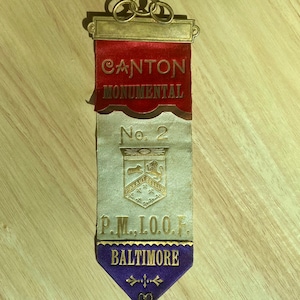 CANTON
MONUMENTAL
No. 2
P.M., I.O.O.F.
BALTIMORE